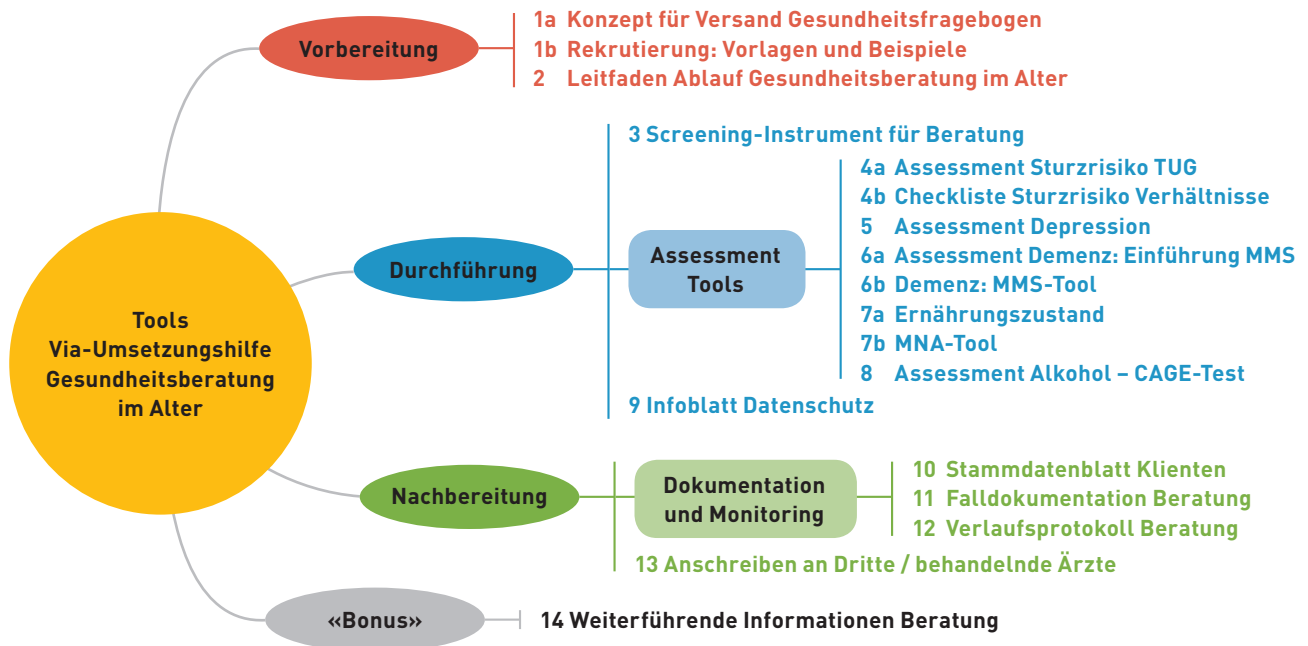 Tools
Via-Umsetzungshilfe
Gesundheitsberatung
im Alter
Vorbereitung
1a Konzept für Versand Gesundheitsfragebogen
1b Rekrutierung: Vorlagen und Beispiele
2 Leitfaden Ablauf Gesundheitsberatung im Alter
Durchführung
3 Screening-Instrument für Beratung
Assessment
Tools
4a Assessment Sturzrisiko TUG
4b Checkliste Sturzrisiko Verhältnisse
5 Assessment Depression
6a Assessment Demenz: Einführung MMS
6b Demenz: MMS-Tool
7a Ernährungszustand
7b MNA-Tool
8 Assessment Alkohol – CAGE-Test
9 Infoblatt Datenschutz
Nachbereitung
Dokumentation
und Monitoring
10 Stammdatenblatt Klienten
11 Falldokumentation Beratung
12 Verlaufsprotokoll Beratung
13 Anschreiben an Dritte / behandelnde Ärzte
«Bonus»
14 Weiterführende Informationen Beratung